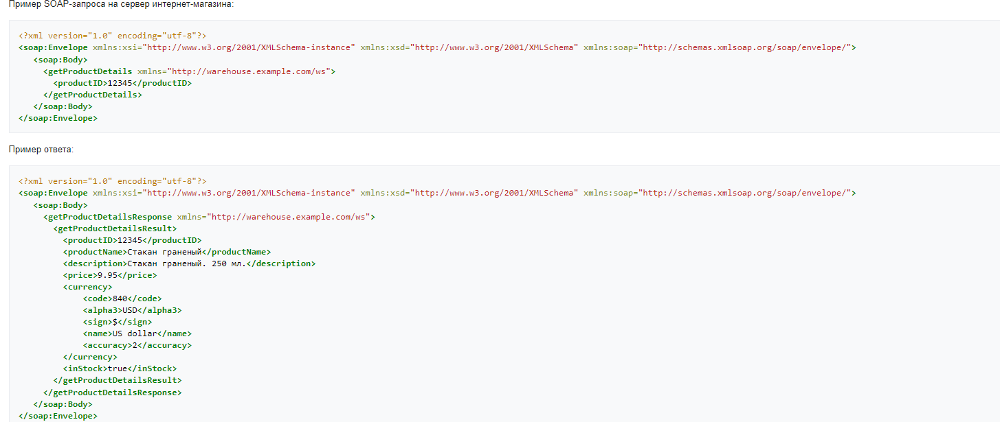 Пример SOAP-запроса на сервер интернет-магазина:
<?xml version="1.0" encoding="utf-8"?>
<soap:Envelope xmlns:xsi="http://www.w3.org/2001/XMLSchema-instance" xmlns:xsd="http://www.w3.org/2001/XMLSchema" xmlns:soap="http://schemas.xmlsoap.org/soap/envelope/">
<soap:Body>
<getProductDetails xmlns="http://warehouse.example.com/ws">
<productID>12345</productID>
</getProductDetails>
</soap:Body>
</soap:Envelope>
Пример ответа:
<?xml version="1.0" encoding="utf-8"?>
<soap:Envelope xmlns:xsi="http://www.w3.org/2001/XMLSchema-instance" xmlns:xsd="http://www.w3.org/2001/XMLSchema" xmlns:soap="http://schemas.xmlsoap.org/soap/envelope/">
<soap:Body>
<getProductDetailsResponse xmlns="http://warehouse.example.com/ws">
<getProductDetailsResult>
<productID>12345</productID>
<productName>Стакан граненый</productName>
<description>Стакан граненый. 250 мл.</description>
<price>9.95</price>
<currency>
<code>840</code>
<alpha3>USD</alpha3>
<sign>$</sign>
<name>US dollar</name>
<accuracy>2</accuracy>
</currency>
<inStock>true</inStock>
</getProductDetailsResult>
</getProductDetailsResponse>
</soap:Body>
</soap:Envelope>